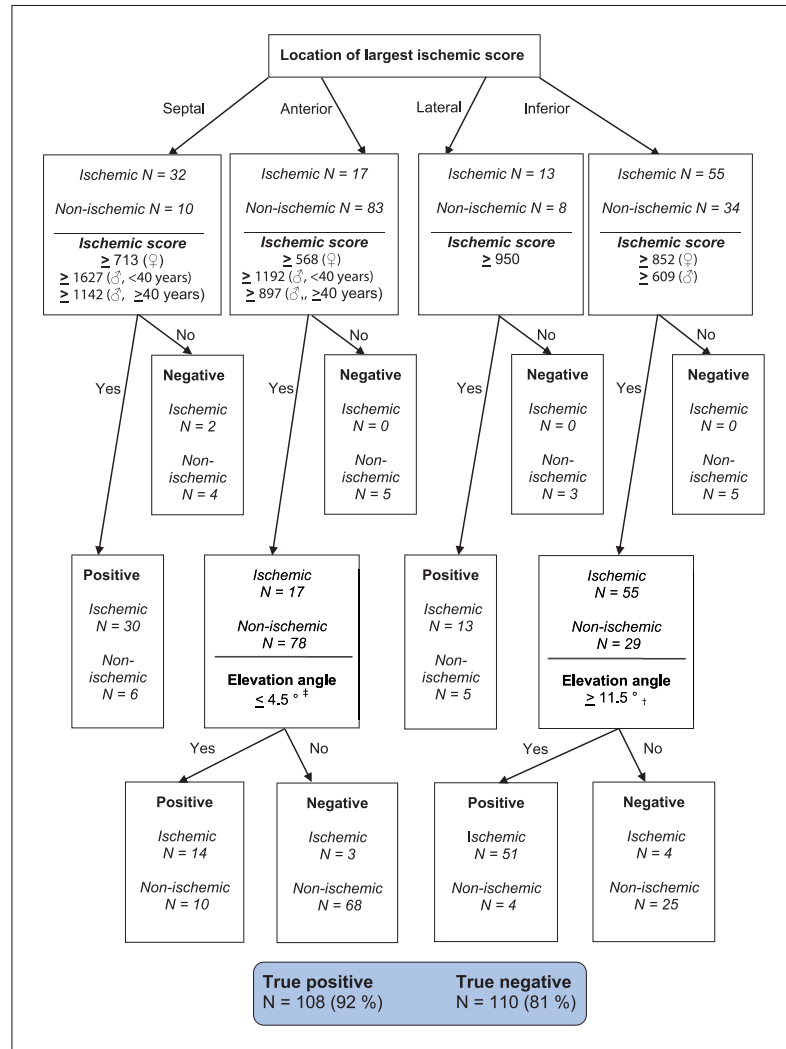 Location of largest ischemic score
Septal
Anterior
Lateral
Inferior
Ischemic N = 32
Non-ischemic N = 10
Ischemic score
≥ 713 (♀)
≥ 1627 (♂, <40 years)
≥ 1142 (♂, ≥40 years)
Ischemic N = 17
Non-ischemic N = 83
Ischemic score
≥ 568 (♀)
≥ 1192 (♂, <40 years)
≥ 897 (♂,, ≥40 years)
Ischemic N = 13
Non-ischemic N = 8
Ischemic score
≥ 950
Ischemic N = 55
Non-ischemic N = 34
Ischemic score
≥ 852 (♀)
≥ 609 (♂)
Yes
No
Yes
No
Yes
No
Yes
No
Negative
Ischemic
N = 2
Non-
ischemic
N = 4
Negative
Ischemic
N = 0
Non-
ischemic
N = 5
Negative
Ischemic
N = 0
Non-
ischemic
N = 3
Negative
Ischemic
N = 0
Non-
ischemic
N = 5
Positive
Ischemic
N = 30
Non-
ischemic
N = 6
Ischemic
N = 17
Non-ischemic
N = 78
Elevation angle
≤ 4.5 ° ‡
Positive
Ischemic
N = 13
Non-
ischemic
N = 5
Ischemic
N = 55
Non-ischemic
N = 29
Elevation angle
≥ 11.5 ° †
Yes
No
Yes
No
Positive
Ischemic
N = 14
Non-ischemic
N = 10
Negative
Ischemic
N = 3
Non-ischemic
N = 68
Positive
Ischemic
N = 51
Non-ischemic
N = 4
Negative
Ischemic
N = 4
Non-ischemic
N = 25
True positive
N = 108 (92 %)
True negative
N = 110 (81 %)